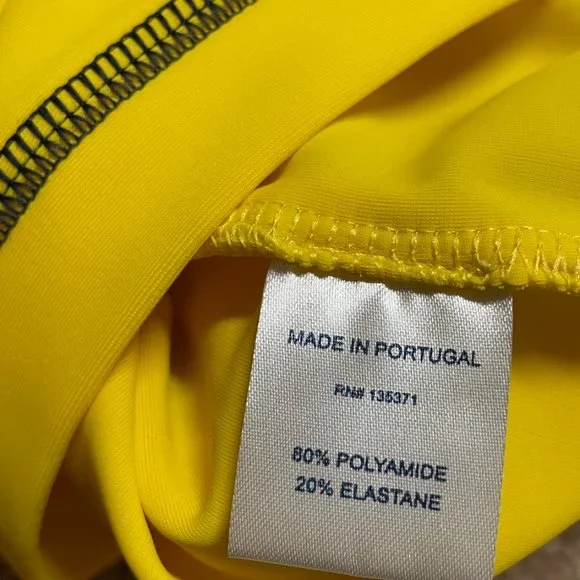 MADE IN PORTUGAL
RN# 135371
80% POLYAMIDE
20% ELASTANE